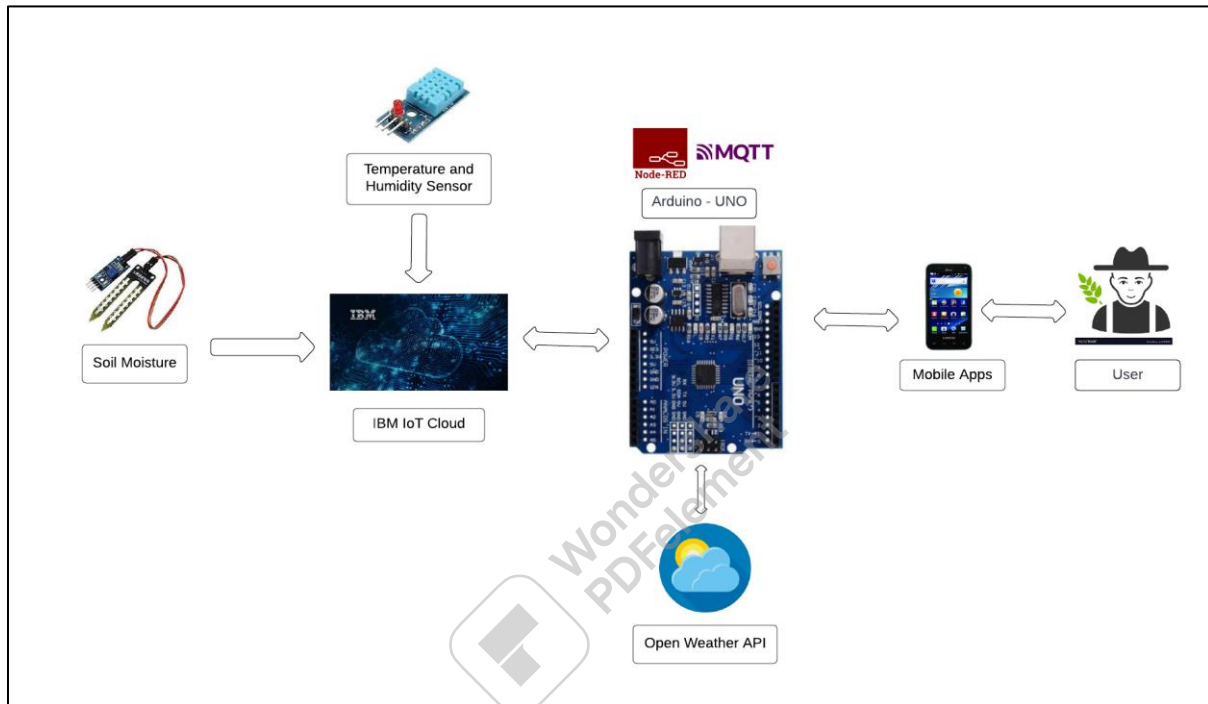 Temperature and
Humidity Sensor
Node-RED
MQTT
Arduino - UNO
Soil Moisture
IBM
IBM IoT Cloud
UNO
Mobile Apps
User
Open Weather API
Wondershare
PDFelement